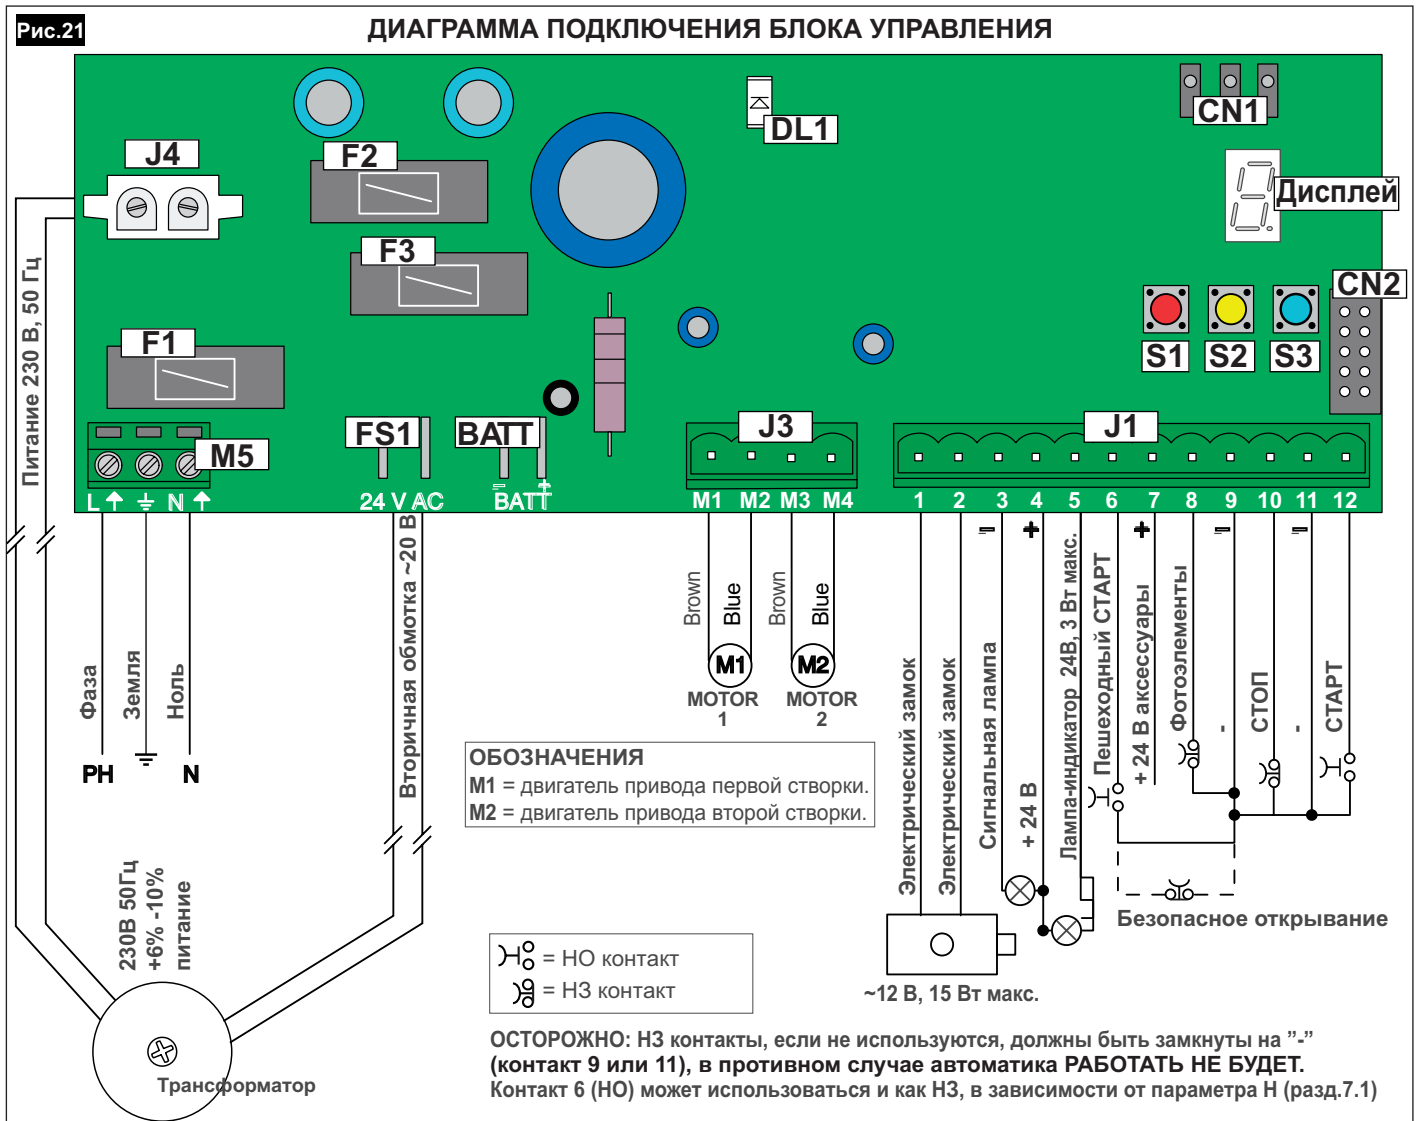 Рис.21
ДИАГРАММА ПОДКЛЮЧЕНИЯ БЛОКА УПРАВЛЕНИЯ
J4
F2
F3
F1
DL1
CN1
Дисплей
CN2
S1
S2
S3
M5
FS1
BATT
J3
J1
L
N
24 V AC
- BATT +
M1 M2 M3 M4
1 2 3 4 5 6 7 8 9 10 11 12
- + + - -
Питание 230 В, 50 Гц
Фаза
Земля
Ноль
PH
N
Вторичная обмотка ~20 В
Brown
Blue
Brown
Blue
M1
M2
MOTOR
1
MOTOR
2
Электрический замок
Электрический замок
Сигнальная лампа
+ 24 В
Лампа-индикатор 24В, 3 Вт макс.
Пешеходный СТАРТ
+ 24 В аксессуары
Фотоэлементы
-
СТОП
-
СТАРТ
ОБОЗНАЧЕНИЯ
M1 = двигатель привода первой створки.
M2 = двигатель привода второй створки.
230В 50Гц
+6% -10%
питание
Трансформатор
= НО контакт
= НЗ контакт
~12 В, 15 Вт макс.
Безопасное открывание
ОСТОРОЖНО: НЗ контакты, если не используются, должны быть замкнуты на ”-”
(контакт 9 или 11), в противном случае автоматика РАБОТАТЬ НЕ БУДЕТ.
Контакт 6 (НО) может использоваться и как НЗ, в зависимости от параметра Н (разд.7.1)